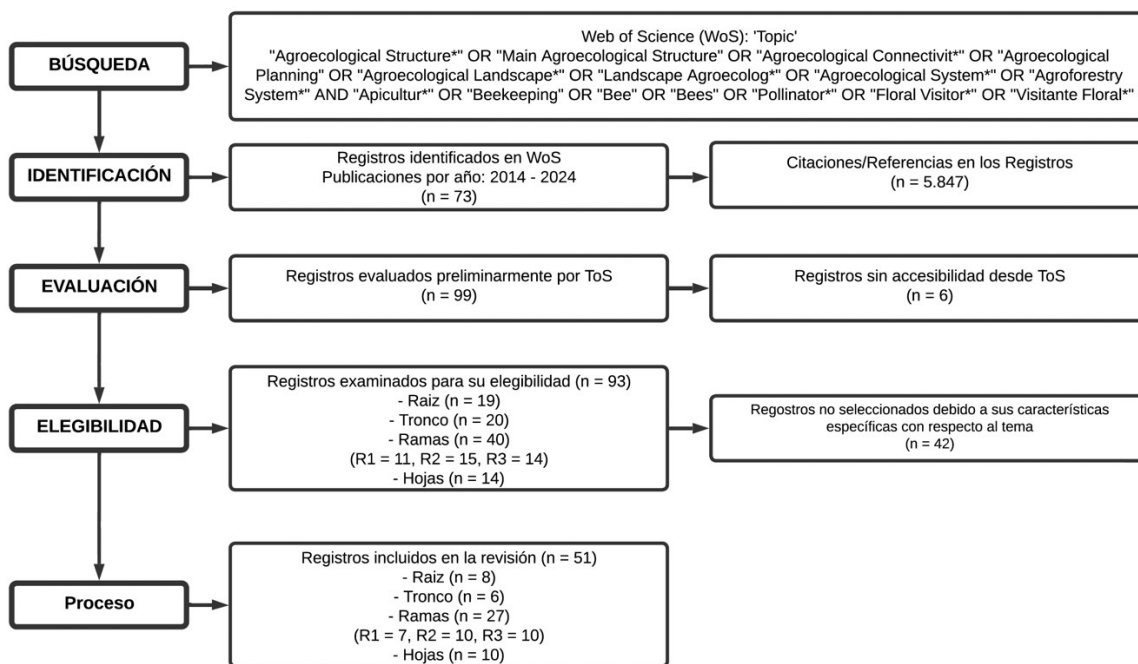 BÚSQUEDA
Web of Science (WoS): 'Topic'
"Agroecological Structure*" OR "Main Agroecological Structure" OR "Agroecological Connectivit*" OR "Agroecological
Planning" OR "Agroecological Landscape*" OR "Landscape Agroecolog*" OR "Agroecological System*" OR "Agroforestry
System*" AND "Apicultur*" OR "Beekeeping" OR "Bee" OR "Bees" OR "Pollinator*" OR "Floral Visitor*" OR "Visitante Floral*"
IDENTIFICACIÓN
Registros identificados en WoS
Publicaciones por año: 2014 - 2024
(n = 73)
Citaciones/Referencias en los Registros
(n = 5.847)
EVALUACIÓN
Registros evaluados preliminarmente por ToS
(n = 99)
Registros sin accesibilidad desde ToS
(n = 6)
ELEGIBILIDAD
Registros examinados para su elegibilidad (n = 93)
- Raiz (n = 19)
- Tronco (n = 20)
- Ramas (n = 40)
(R1 = 11, R2 = 15, R3 = 14)
- Hojas (n = 14)
Regostros no seleccionados debido a sus características
específicas con respecto al tema
(n = 42)
Proceso
Registros incluidos en la revisión (n = 51)
- Raiz (n = 8)
- Tronco (n = 6)
- Ramas (n = 27)
(R1 = 7, R2 = 10, R3 = 10)
- Hojas (n = 10)